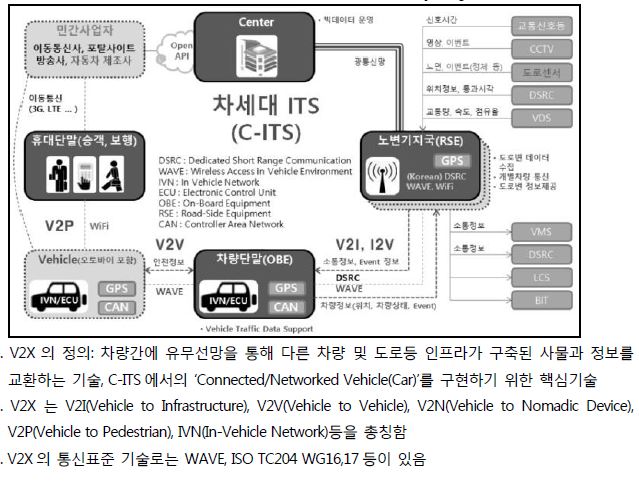 민간사업자
이동통신사, 포탈사이트
방송사, 자동차 제조사
Open
API
Center
• 빅데이터 운영
광통신망
신호시간
교통신호등
영상, 이벤트
CCTV
노면, 이벤트(정체 등)
도로센서
위치정보, 통과시각
DSRC
교통량, 속도, 점유율
VDS
이동통신
(3G, LTE ...)
차세대 ITS
(C-ITS)
휴대단말(승객, 보행)
DSRC : Dedicated Short Range Communication
WAVE : Wireless Access in Vehicle Environment
IVN : In Vehicle Network
ECU : Electronic Control Unit
OBE : On-Board Equipment
RSE : Road-Side Equipment
CAN : Controller Area Network
노변기지국(RSE)
GPS
(Korean) DSRC
WAVE, WiFi
• 도로변 데이터
수집
• 개별차량 통신
• 도로변 정보제공
V2P
WiFi
V2V
V2I, I2V
Vehicle(오토바이 포함)
GPS
CAN
IVN/ECU
안전정보
WAVE
차량단말(OBE)
GPS
CAN
IVN/ECU
소통정보, Event 정보
DSRC
WAVE
차량정보(위치, 차량상태, Event)
• Vehicle Traffic Data Support
소통정보
VMS
소통정보
DSRC
LCS
BIT
. V2X 의 정의: 차량간에 유무선망을 통해 다른 차량 및 도로등 인프라가 구축된 사물과 정보를
교환하는 기술, C-ITS 에서의 ‘Connected/Networked Vehicle(Car)’를 구현하기 위한 핵심기술
. V2X 는 V2I(Vehicle to Infrastructure), V2V(Vehicle to Vehicle), V2N(Vehicle to Nomadic Device),
V2P(Vehicle to Pedestrian), IVN(In-Vehicle Network)등을 총칭함
. V2X 의 통신표준 기술로는 WAVE, ISO TC204 WG16,17 등이 있음